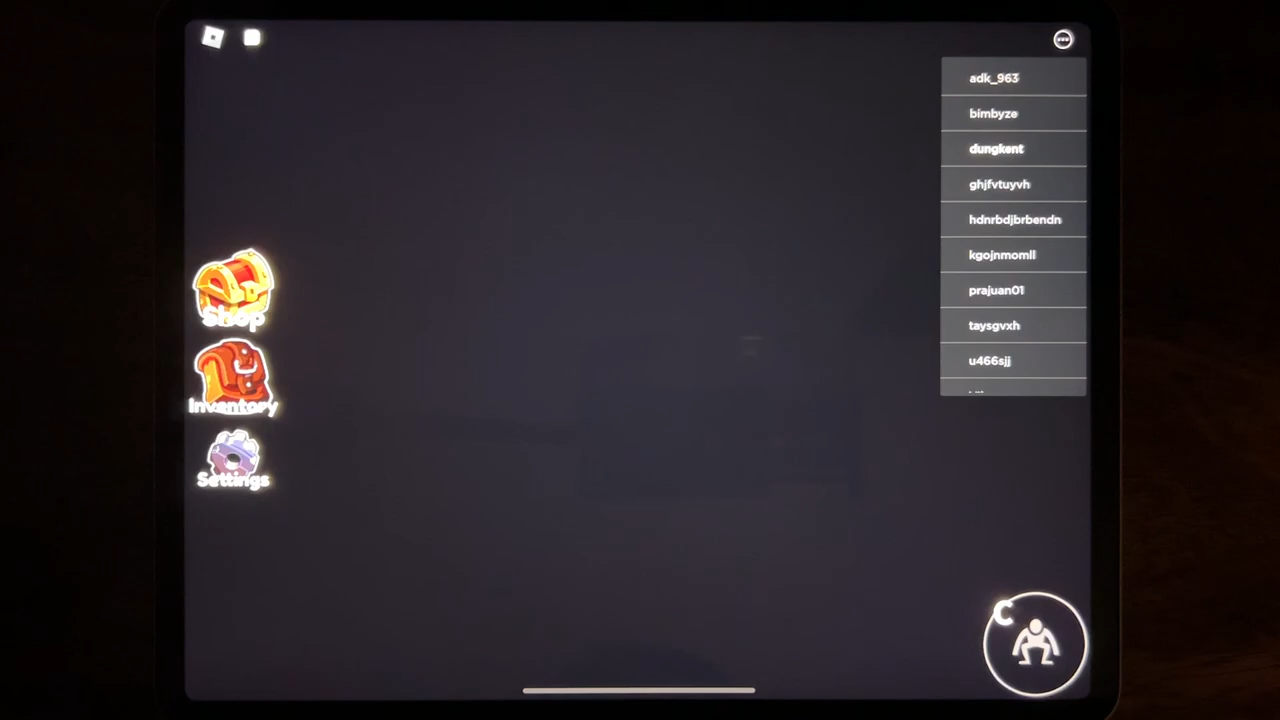 adk_963
bimbyze
dungkent
ghjfvtuyvh
hdnrbdjbrbendn
kgojnmomll
prajuan01
taysgvxh
u466sjj
Shop
Inventory
Settings
C